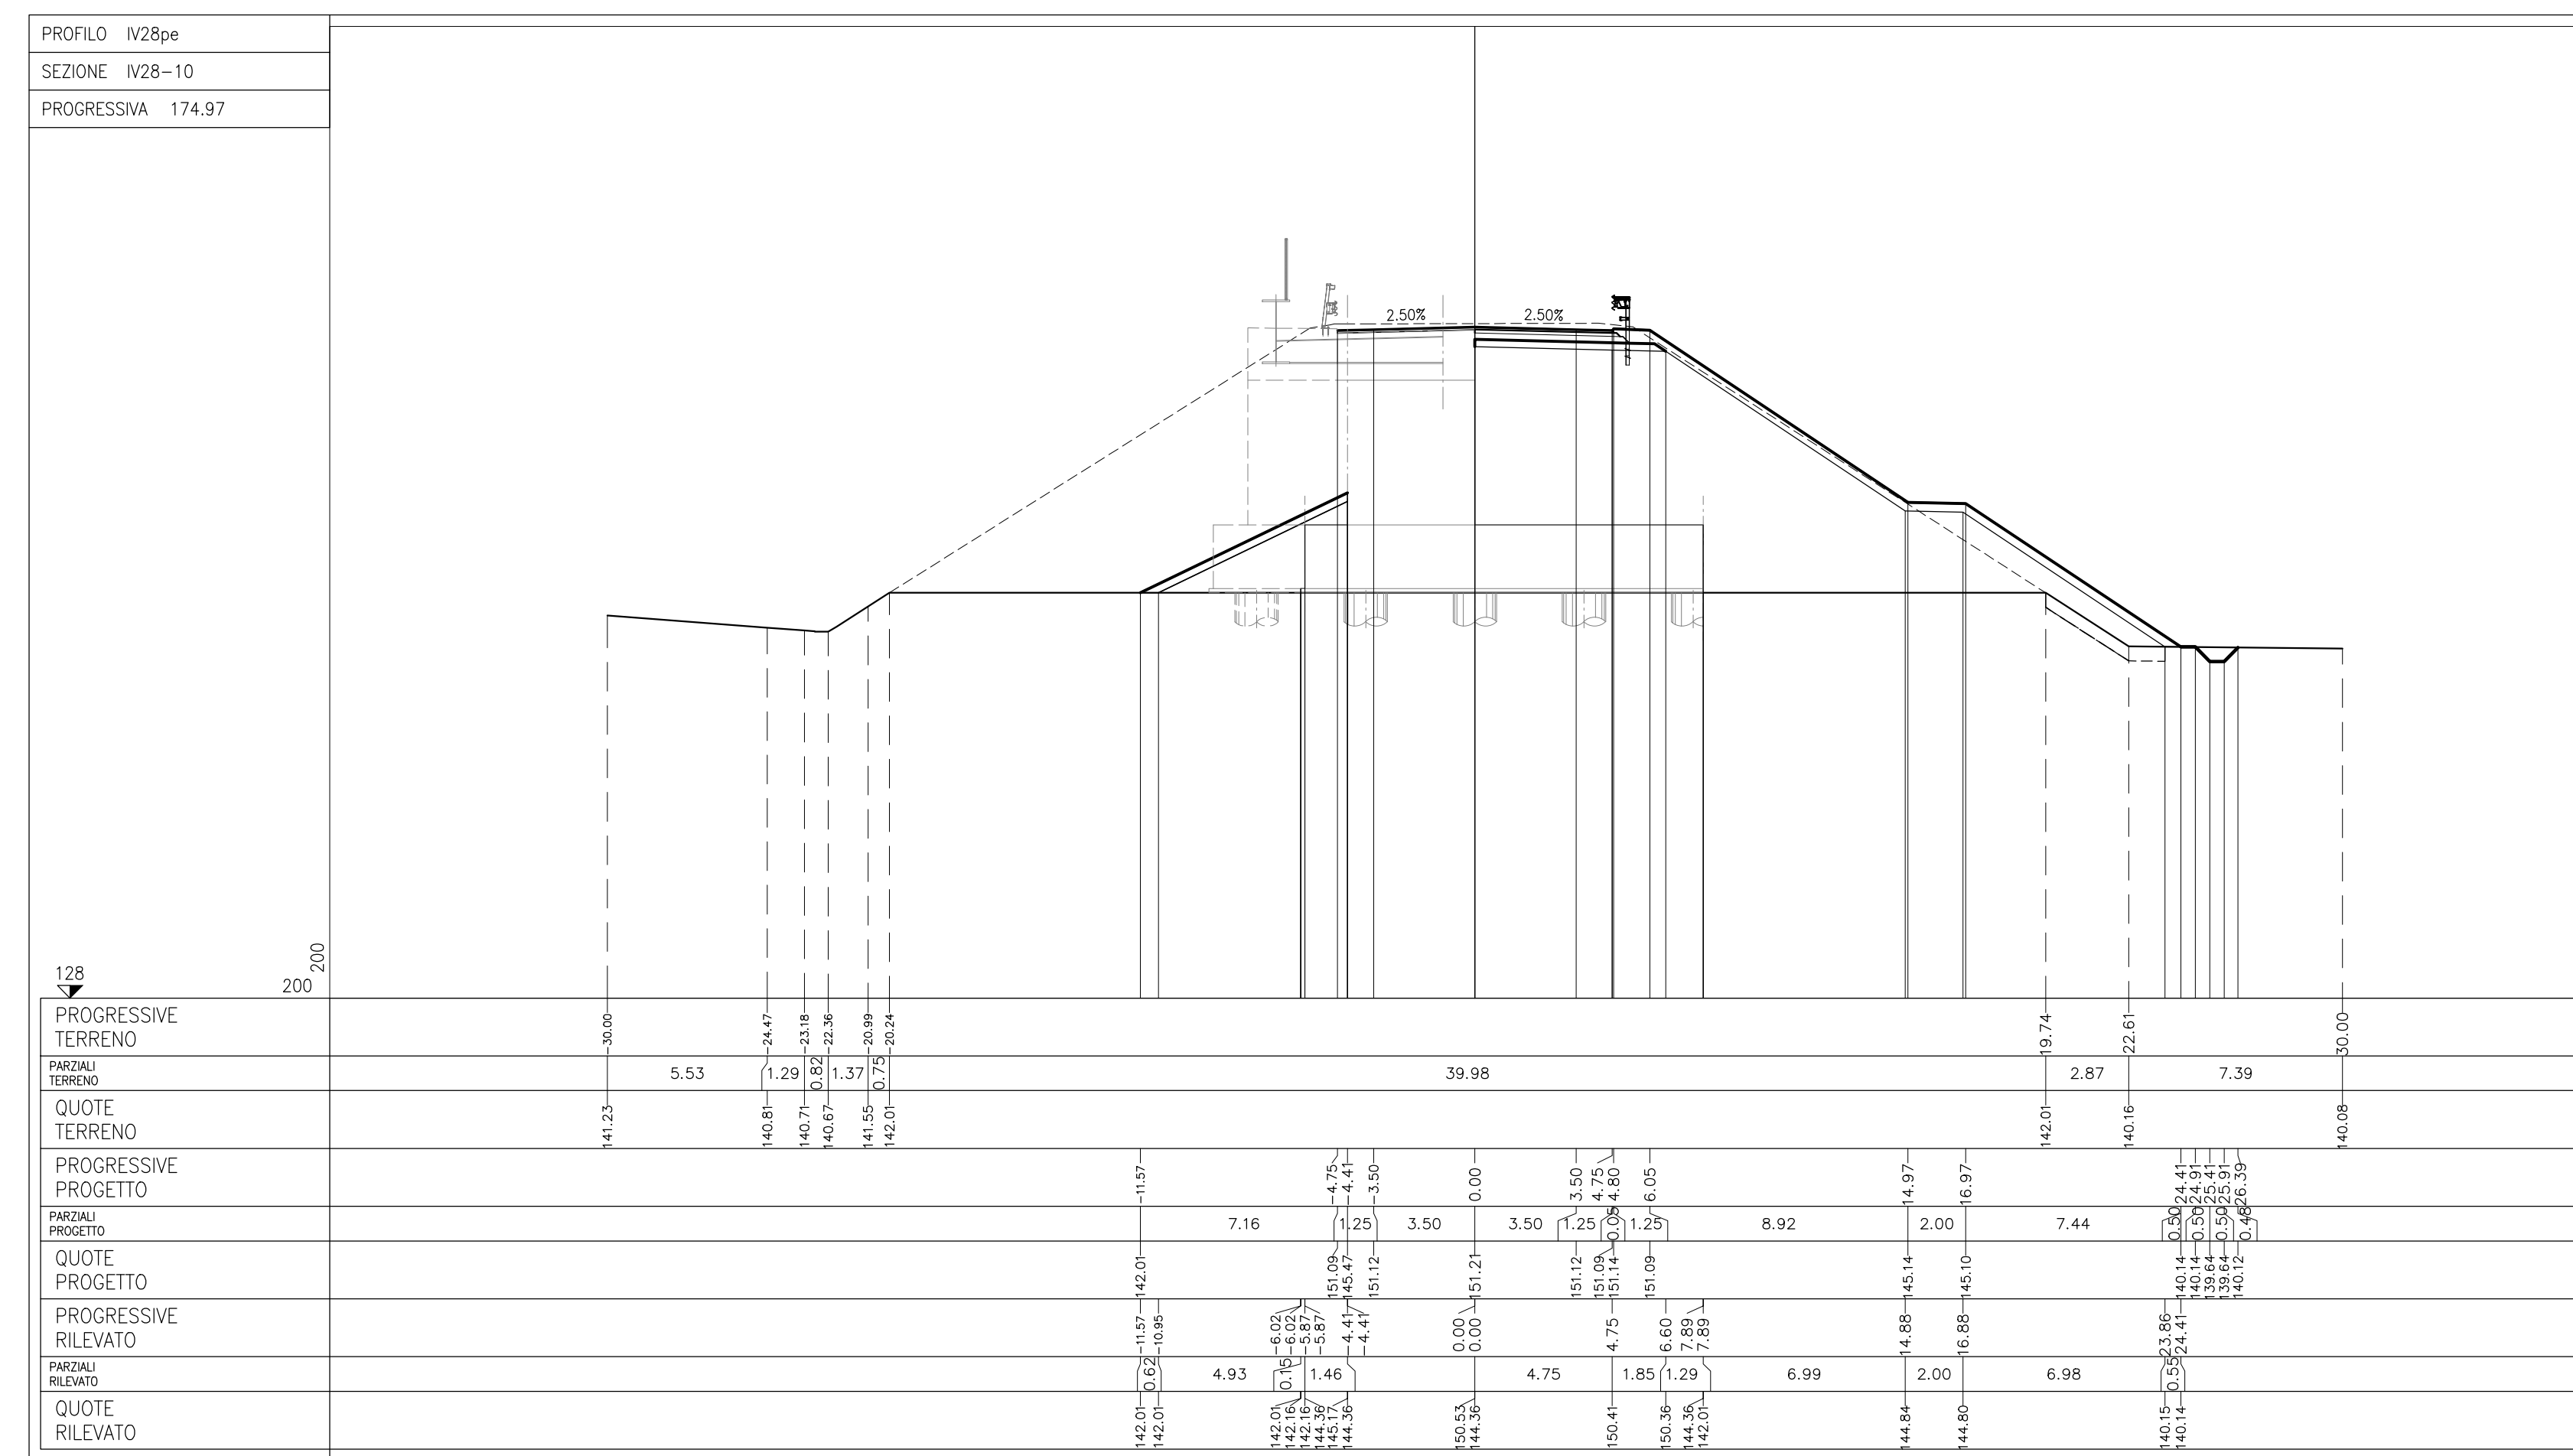 PROFILO IV28pe
SEZIONE IV28-10
PROGRESSIVA 174.97
2.50% 2.50%
200
128
200
PROGRESSIVE
TERRENO
-30.00 -24.47 -23.18 -22.36 -20.99 -20.24 19.74 22.61 30.00
PARZIALI
TERRENO
5.53 1.29 0.82 1.37 0.75 39.98 2.87 7.39
QUOTE
TERRENO
141.23 140.81 140.71 140.67 141.55 142.01 142.01 140.16 140.08
PROGRESSIVE
PROGETTO
-11.57 -4.75 -4.41 -3.50 0.00 3.50 4.75 4.80 6.05 14.97 16.97 24.41 24.91 25.41 25.91 26.39
PARZIALI
PROGETTO
7.16 1.25 3.50 3.50 1.25 0.05 1.25 8.92 2.00 7.44 0.50 0.50 0.50 0.48
QUOTE
PROGETTO
142.01 151.09 145.47 151.12 151.21 151.12 151.09 151.14 151.09 145.14 145.10 140.14 140.14 139.64 139.64 140.12
PROGRESSIVE
RILEVATO
-11.57 -10.95 -6.02 -6.02 -5.87 -5.87 -4.41 -4.41 0.00 0.00 4.75 6.60 7.89 7.89 14.88 16.88 23.86 24.41
PARZIALI
RILEVATO
0.62 4.93 0.15 1.46 4.75 1.85 1.29 6.99 2.00 6.98 0.55
QUOTE
RILEVATO
142.01 142.01 142.01 142.16 142.16 144.36 145.17 144.36 150.53 144.36 150.41 150.36 144.36 142.01 144.84 144.80 140.15 140.14